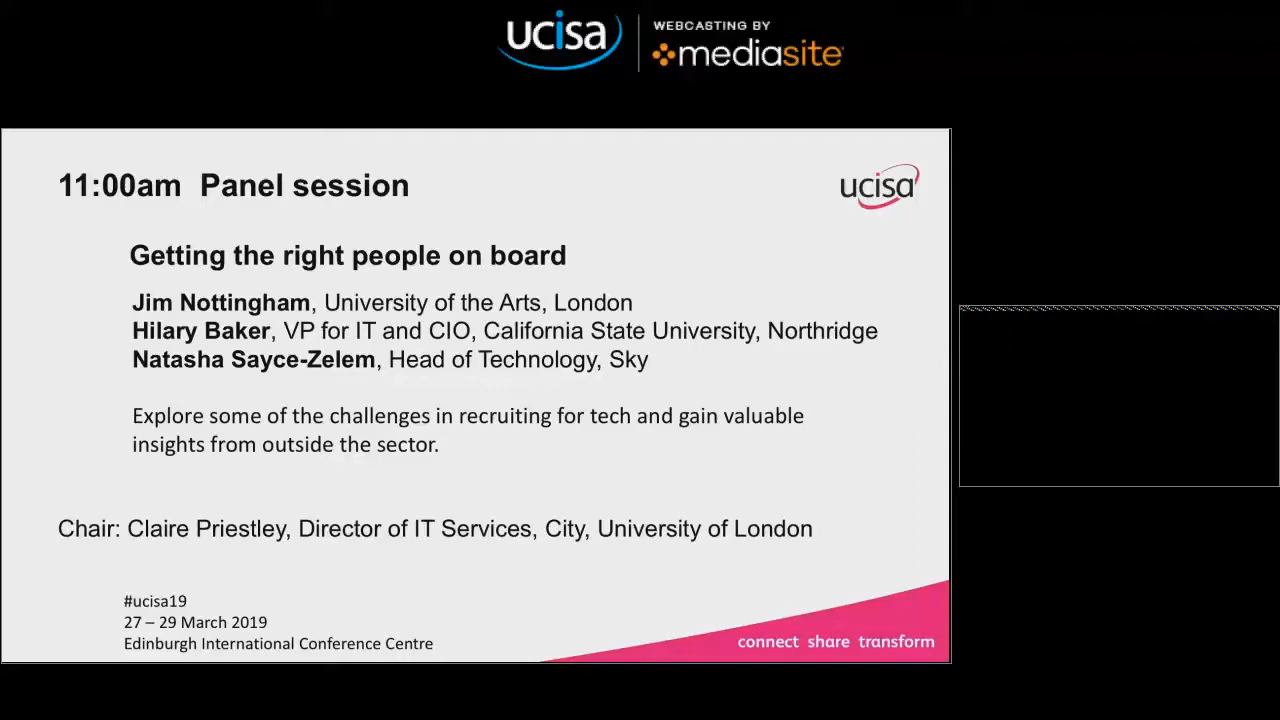 ucisa
WEBCASTING BY
mediasite
11:00am Panel session
ucisa
Getting the right people on board
Jim Nottingham, University of the Arts, London
Hilary Baker, VP for IT and CIO, California State University, Northridge
Natasha Sayce-Zelem, Head of Technology, Sky
Explore some of the challenges in recruiting for tech and gain valuable
insights from outside the sector.
Chair: Claire Priestley, Director of IT Services, City, University of London
#ucisa19
27 – 29 March 2019
Edinburgh International Conference Centre
connect share transform